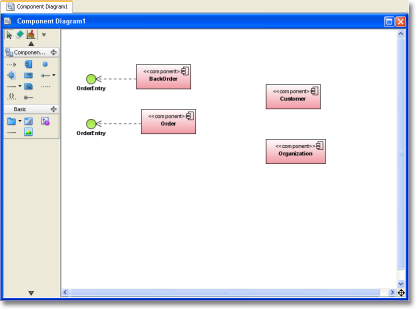 Component Diagram1
Component Diagram1
Componen...
Basic
<<component>>
BackOrder
OrderEntry
<<component>>
Order
OrderEntry
<<component>>
Customer
<<component>>
Organization